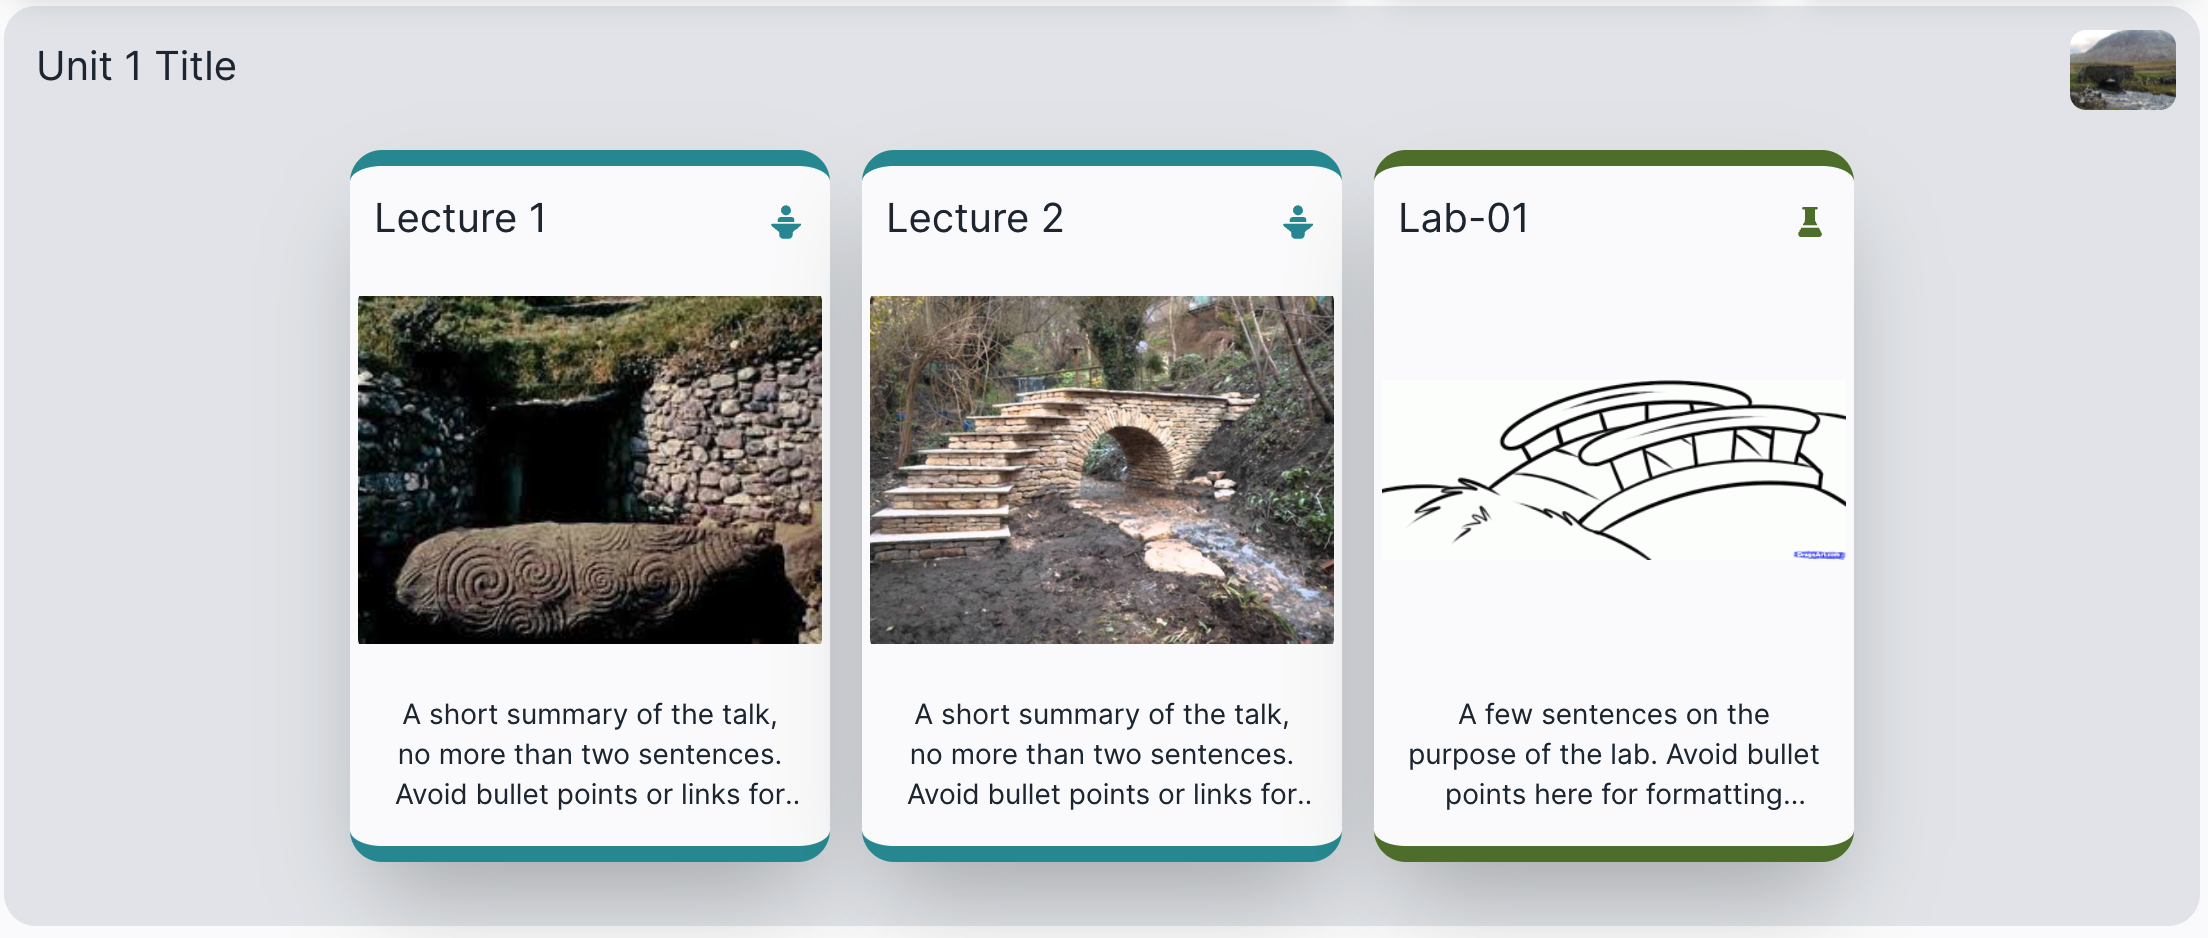 Unit 1 Title
Lecture 1
A short summary of the talk,
no more than two sentences.
Avoid bullet points or links for..
Lecture 2
A short summary of the talk,
no more than two sentences.
Avoid bullet points or links for..
Lab-01
DragoArt.com
A few sentences on the
purpose of the lab. Avoid bullet
points here for formatting...